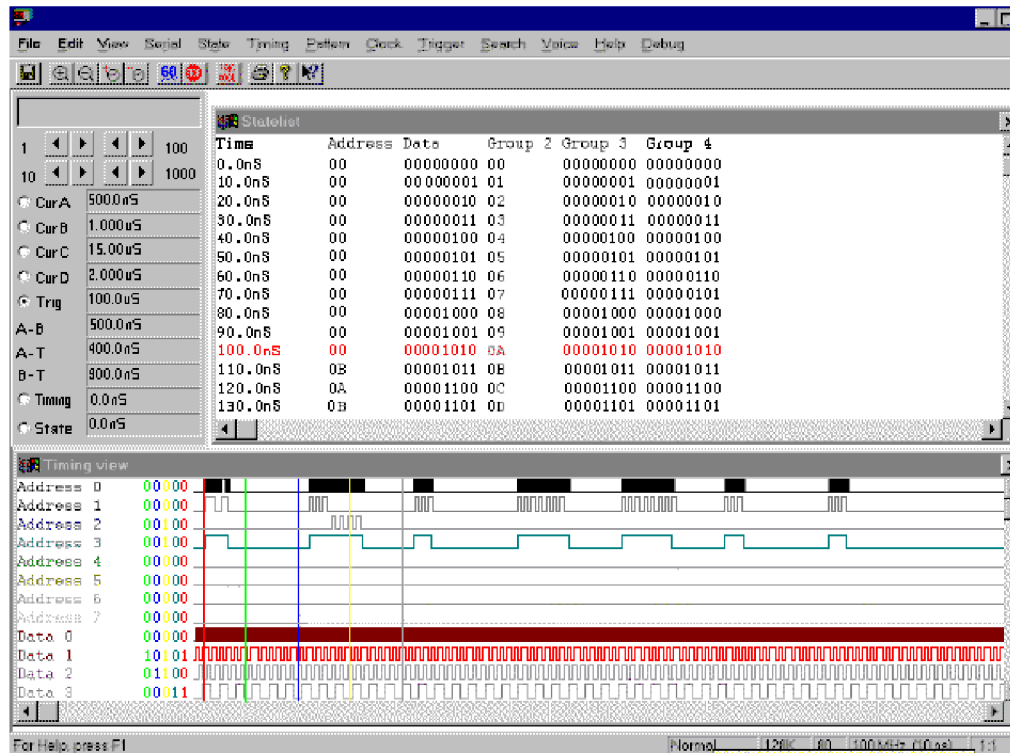 File Edit View Serial State Timing Pattern Clock Trigger Search Voice Help Debug
Statelist
1 100
10 1000
CurA 500.0nS
CurB 1.000uS
CurC 15.00uS
CurD 2.000uS
Trig 100.0uS
A-B 500.0nS
A-T 400.0nS
B-T 900.0nS
Timing 0.0nS
State 0.0nS
Time Address Data Group 2 Group 3 Group 4
0.0nS 00 00000000 00 00000000 00000000
10.0nS 00 00000001 01 00000001 00000001
20.0nS 00 00000010 02 00000010 00000010
30.0nS 00 00000011 03 00000011 00000011
40.0nS 00 00000100 04 00000100 00000100
50.0nS 00 00000101 05 00000101 00000101
60.0nS 00 00000110 06 00000110 00000110
70.0nS 00 00000111 07 00000111 00000101
80.0nS 00 00001000 08 00001000 00001000
90.0nS 00 00001001 09 00001001 00001001
100.0nS 00 00001010 0A 00001010 00001010
110.0nS 0B 00001011 0B 00001011 00001011
120.0nS 0A 00001100 0C 00001100 00001100
130.0nS 0B 00001101 0D 00001101 00001101
Timing view
Address 0 00000
Address 1 00000
Address 2 00100
Address 3 00100
Address 4 00000
Address 5 00000
Address 6 00000
Address 7 00000
Data 0 00000
Data 1 10101
Data 2 01100
Data 3 00011
For Help, press F1
Normal 128K 60 100 MHz (10 ns) 1:1